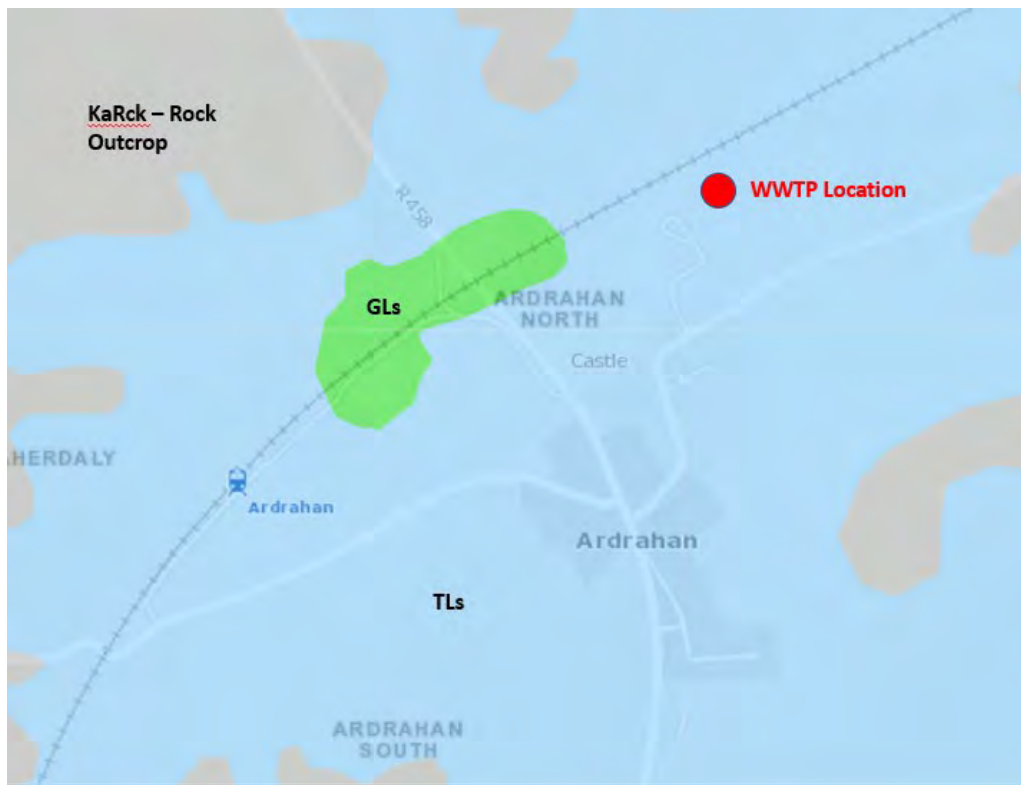 KaRck – Rock
Outcrop
R458
WWTP Location
GLs
ARDRAHAN
NORTH
Castle
HERDALY
Ardrahan
Ardrahan
TLs
ARDRAHAN
SOUTH